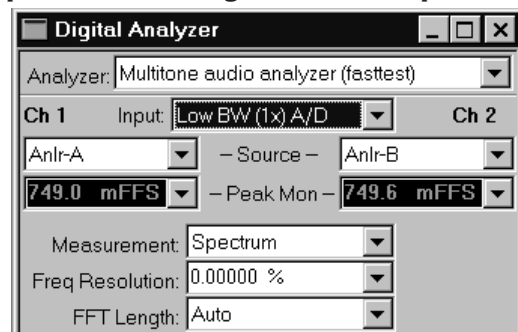 Digital Analyzer
Analyzer: Multitone audio analyzer (fasttest)
Ch 1 Input: Low BW (1x) A/D Ch 2
Anlr-A – Source – Anlr-B
749.0 mFFS – Peak Mon – 749.6 mFFS
Measurement: Spectrum
Freq Resolution: 0.00000 %
FFT Length: Auto